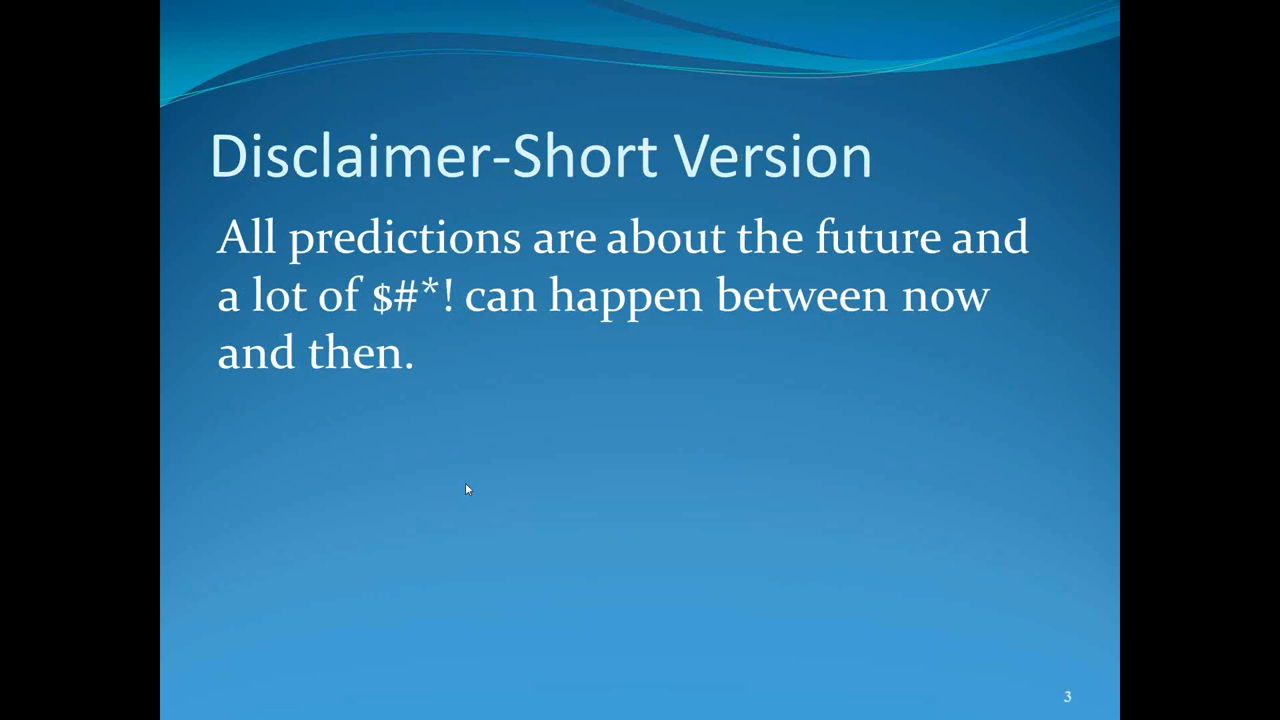 Disclaimer-Short Version
All predictions are about the future and
a lot of $#*! can happen between now
and then.
3